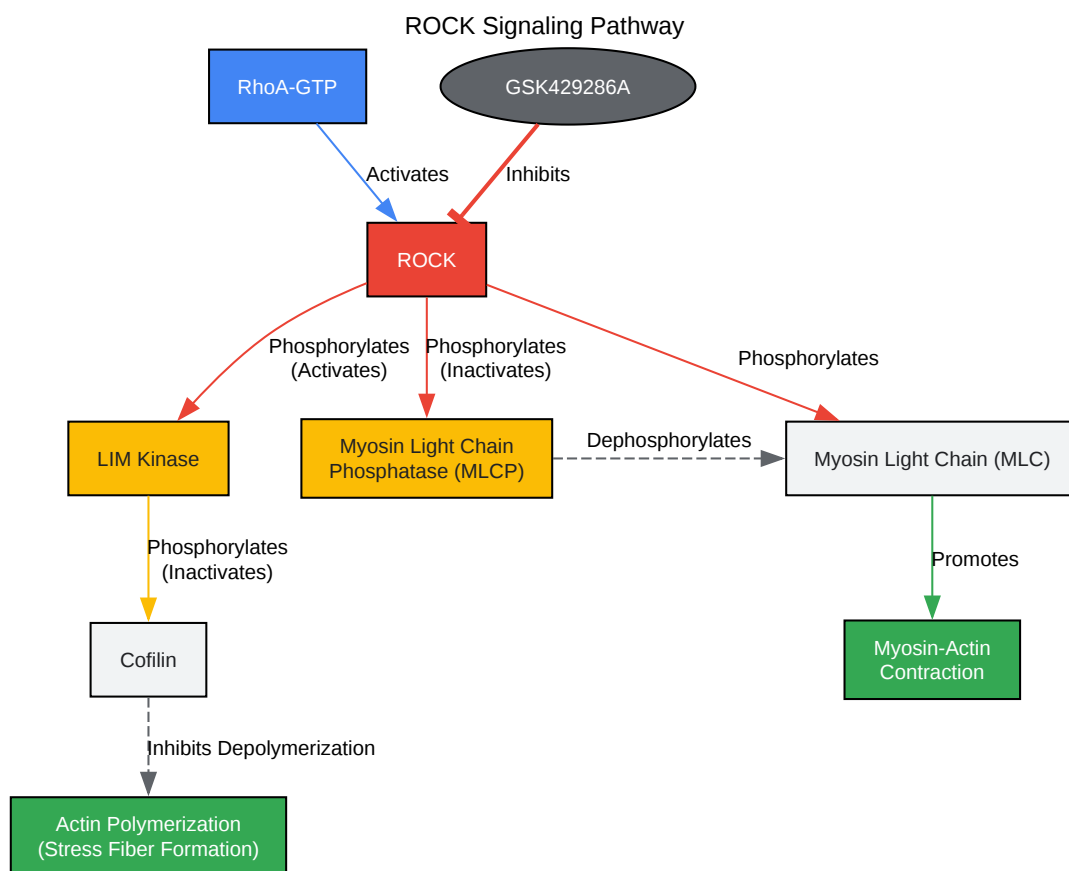 ROCK Signaling Pathway
RhoA-GTP
GSK429286A
Activates
Inhibits
ROCK
Phosphorylates
(Activates)
Phosphorylates
(Inactivates)
Phosphorylates
LIM Kinase
Myosin Light Chain
Phosphatase (MLCP)
Dephosphorylates
Myosin Light Chain (MLC)
Phosphorylates
(Inactivates)
Promotes
Cofilin
Myosin-Actin
Contraction
Inhibits Depolymerization
Actin Polymerization
(Stress Fiber Formation)